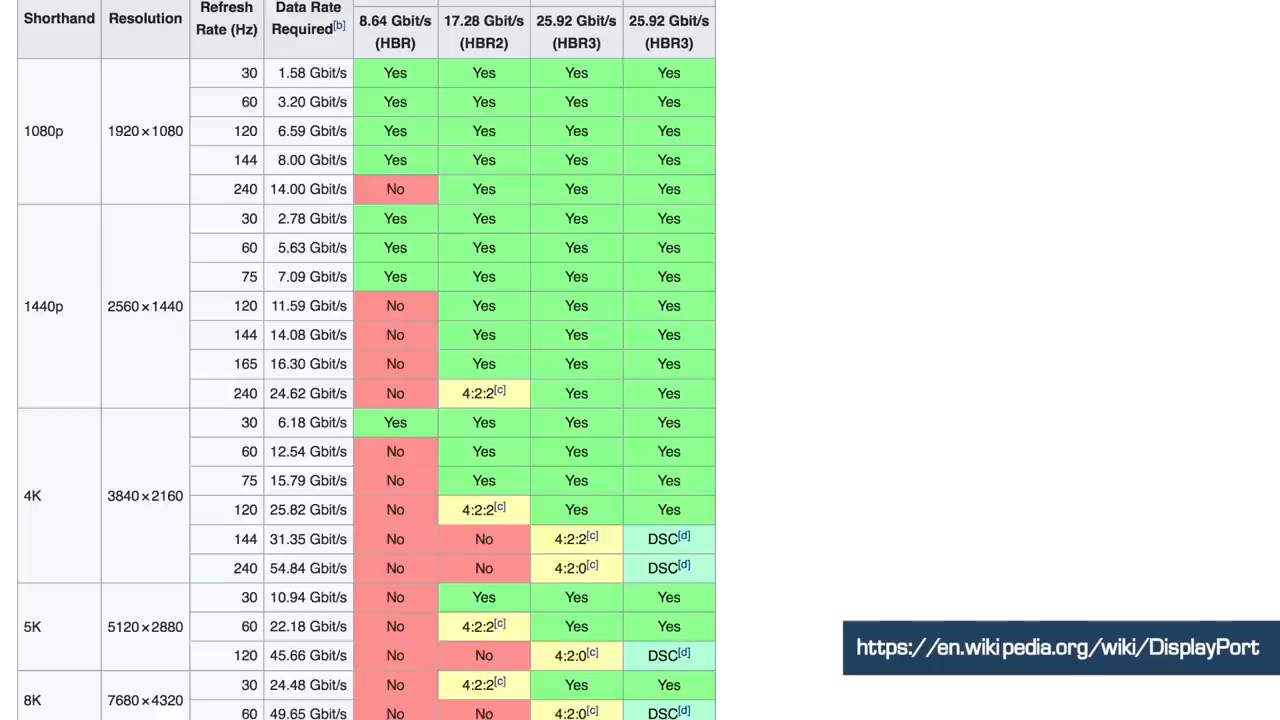 Shorthand Resolution Refresh Rate (Hz) Data Rate Required[b] 8.64 Gbit/s (HBR) 17.28 Gbit/s (HBR2) 25.92 Gbit/s (HBR3) 25.92 Gbit/s (HBR3)
30 1.58 Gbit/s Yes Yes Yes Yes
60 3.20 Gbit/s Yes Yes Yes Yes
1080p 1920×1080 120 6.59 Gbit/s Yes Yes Yes Yes
144 8.00 Gbit/s Yes Yes Yes Yes
240 14.00 Gbit/s No Yes Yes Yes
30 2.78 Gbit/s Yes Yes Yes Yes
60 5.63 Gbit/s Yes Yes Yes Yes
75 7.09 Gbit/s Yes Yes Yes Yes
1440p 2560×1440 120 11.59 Gbit/s No Yes Yes Yes
144 14.08 Gbit/s No Yes Yes Yes
165 16.30 Gbit/s No Yes Yes Yes
240 24.62 Gbit/s No 4:2:2[c] Yes Yes
30 6.18 Gbit/s Yes Yes Yes Yes
60 12.54 Gbit/s No Yes Yes Yes
75 15.79 Gbit/s No Yes Yes Yes
4K 3840×2160 120 25.82 Gbit/s No 4:2:2[c] Yes Yes
144 31.35 Gbit/s No No 4:2:2[c] DSC[d]
240 54.84 Gbit/s No No 4:2:0[c] DSC[d]
30 10.94 Gbit/s No Yes Yes Yes
5K 5120×2880 60 22.18 Gbit/s No 4:2:2[c] Yes Yes
120 45.66 Gbit/s No No 4:2:0[c] DSC[d]
30 24.48 Gbit/s No 4:2:2[c] Yes Yes
8K 7680×4320
60 49.65 Gbit/s No No 4:2:0[c] DSC[d]
https://en.wikipedia.org/wiki/DisplayPort